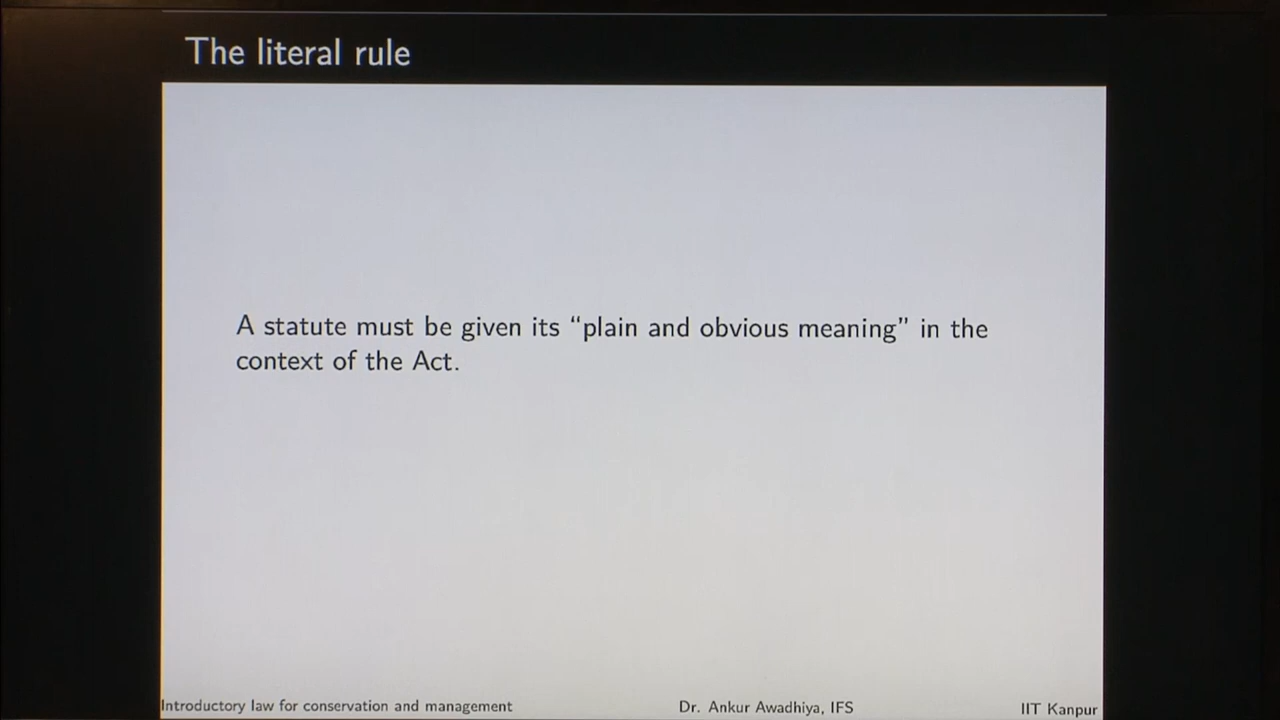 The literal rule
A statute must be given its “plain and obvious meaning” in the
context of the Act.
Introductory law for conservation and management
Dr. Ankur Awadhiya, IFS
IIT Kanpur